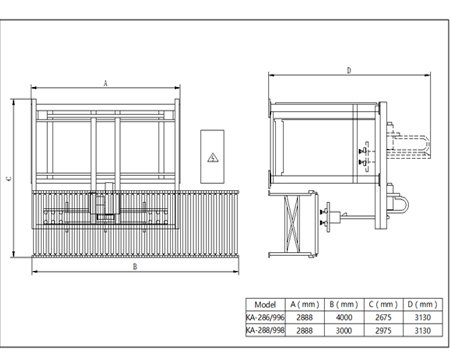 A
D
C
B
Model A ( mm ) B ( mm ) C ( mm ) D ( mm )
KA-286/996 2888 4000 2675 3130
KA-288/998 2888 3000 2975 3130